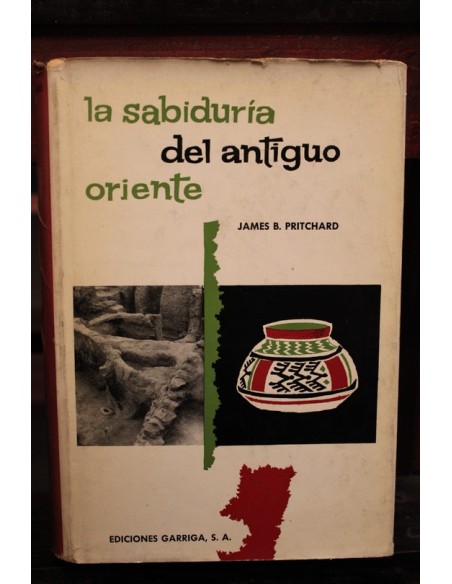 la sabiduría
del antiguo
oriente
JAMES B. PRITCHARD
EDICIONES GARRIGA, S. A.